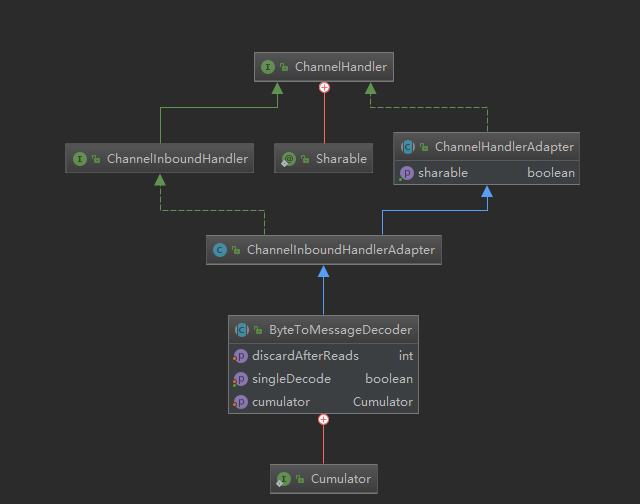 ChannelHandler
ChannelInboundHandler
Sharable
ChannelHandlerAdapter
sharable boolean
ChannelInboundHandlerAdapter
ByteToMessageDecoder
discardAfterReads int
singleDecode boolean
cumulator Cumulator
Cumulator